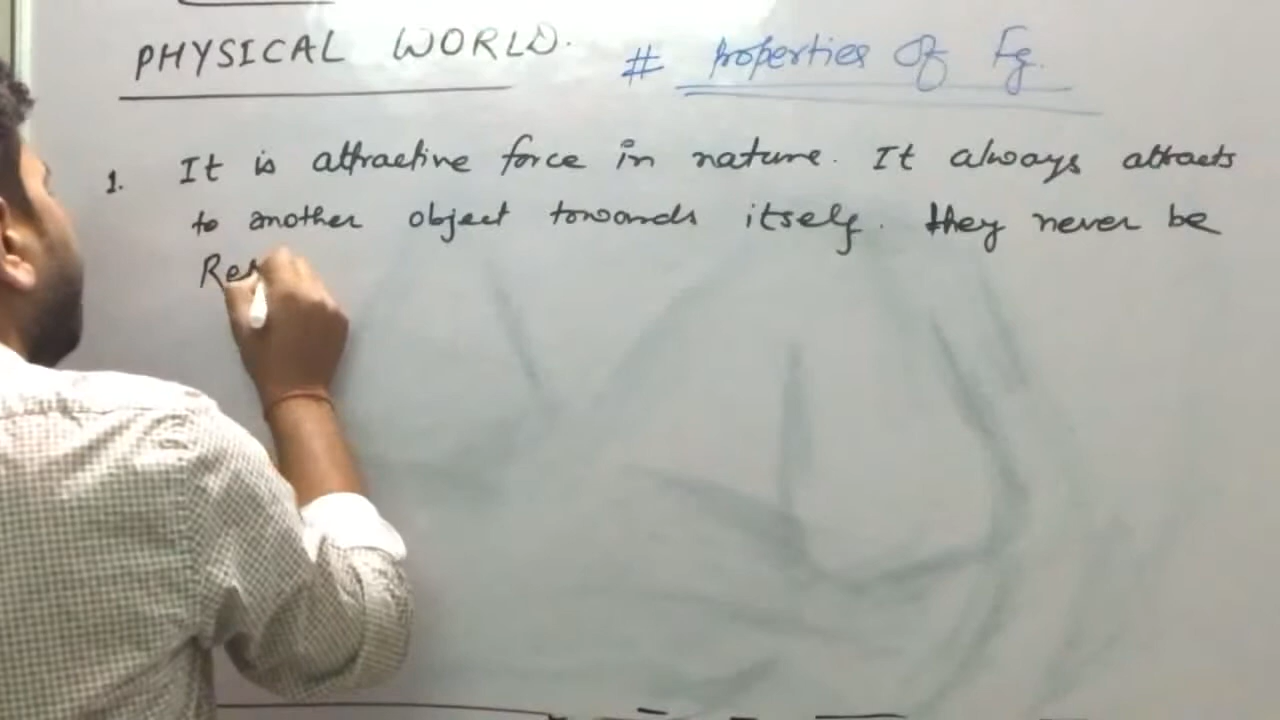 PHYSICAL WORLD.
# Properties Of Fg.
1. It is attractive force in nature. It always attracts
to another object towards itself. they never be
Re